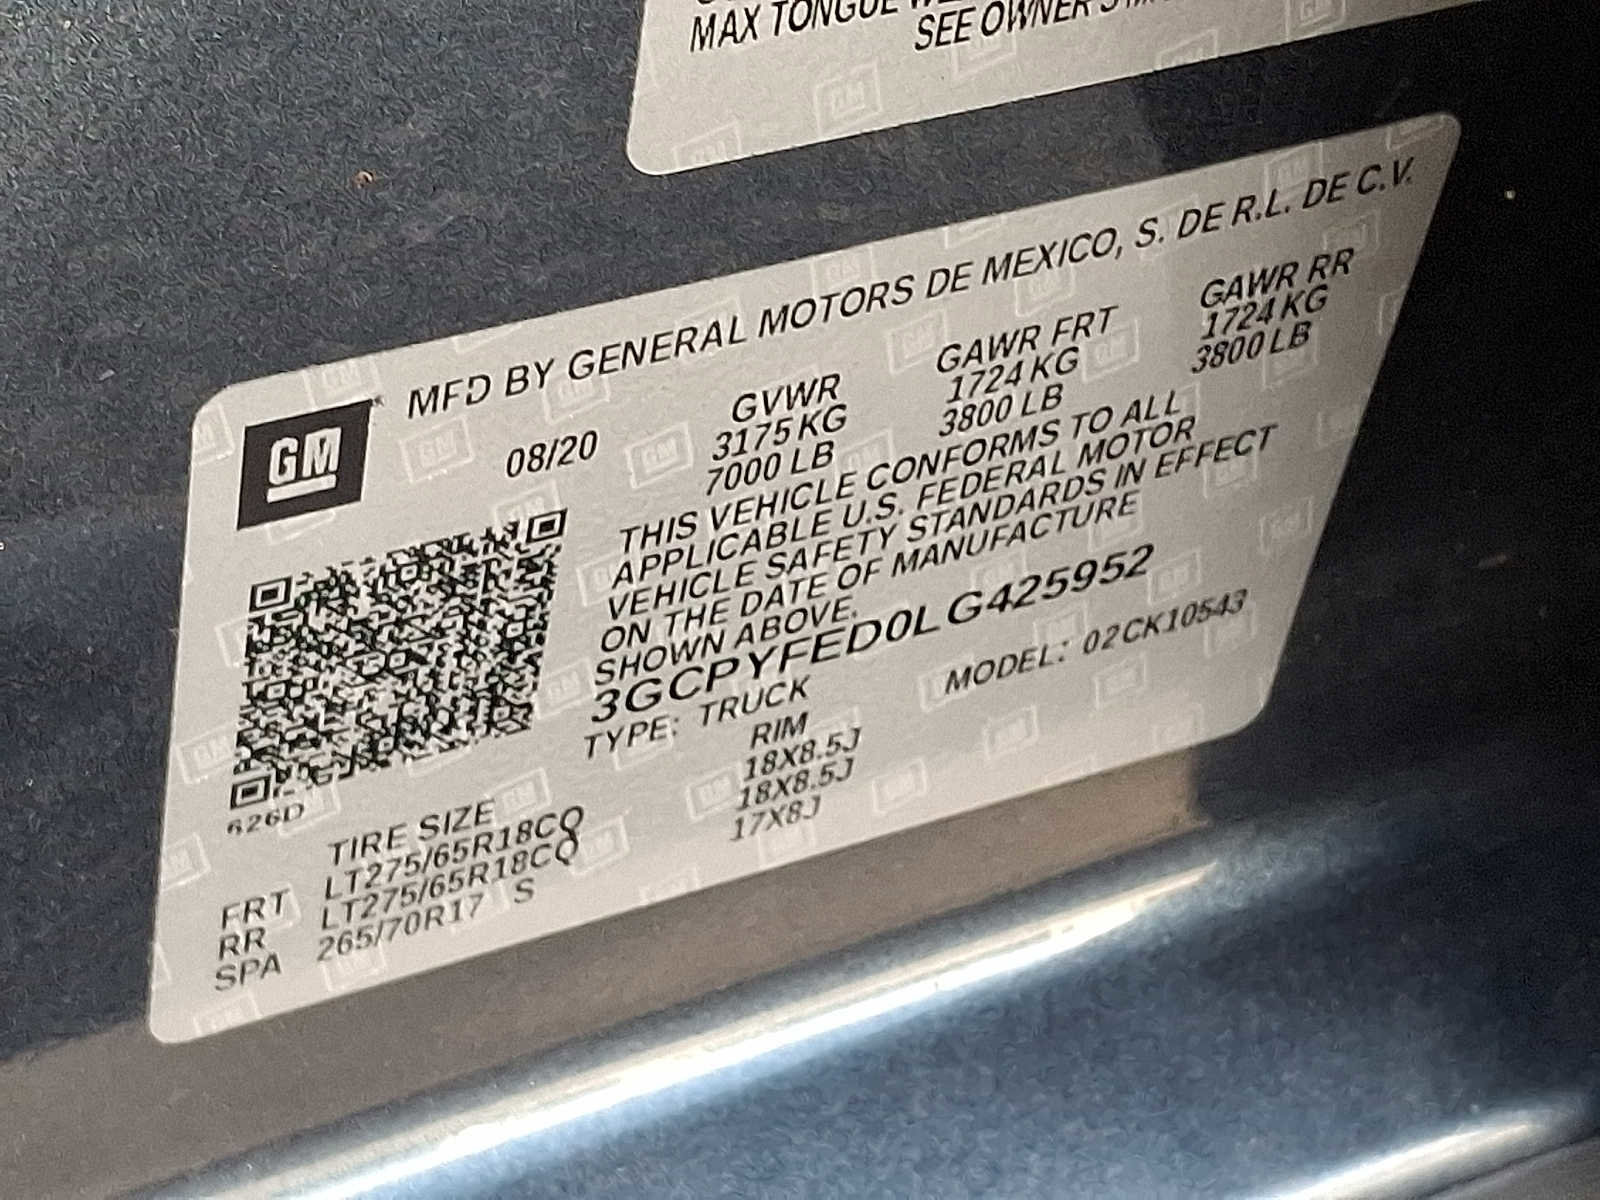 MAX TONGUE
SEE OWNER'S
MFD BY GENERAL MOTORS DE MEXICO, S. DE R.L. DE C.V.
GM
08/20
GVWR GAWR FRT GAWR RR
3175 KG 1724 KG 1724 KG
7000 LB 3800 LB 3800 LB
THIS VEHICLE CONFORMS TO ALL
APPLICABLE U.S. FEDERAL MOTOR
VEHICLE SAFETY STANDARDS IN EFFECT
ON THE DATE OF MANUFACTURE
SHOWN ABOVE.
3GCPYFED0LG425952
TYPE: TRUCK MODEL: 02CK10543
626D
TIRE SIZE RIM
FRT LT275/65R18CQ 18X8.5J
RR LT275/65R18CQ 18X8.5J
SPA 265/70R17 S 17X8J